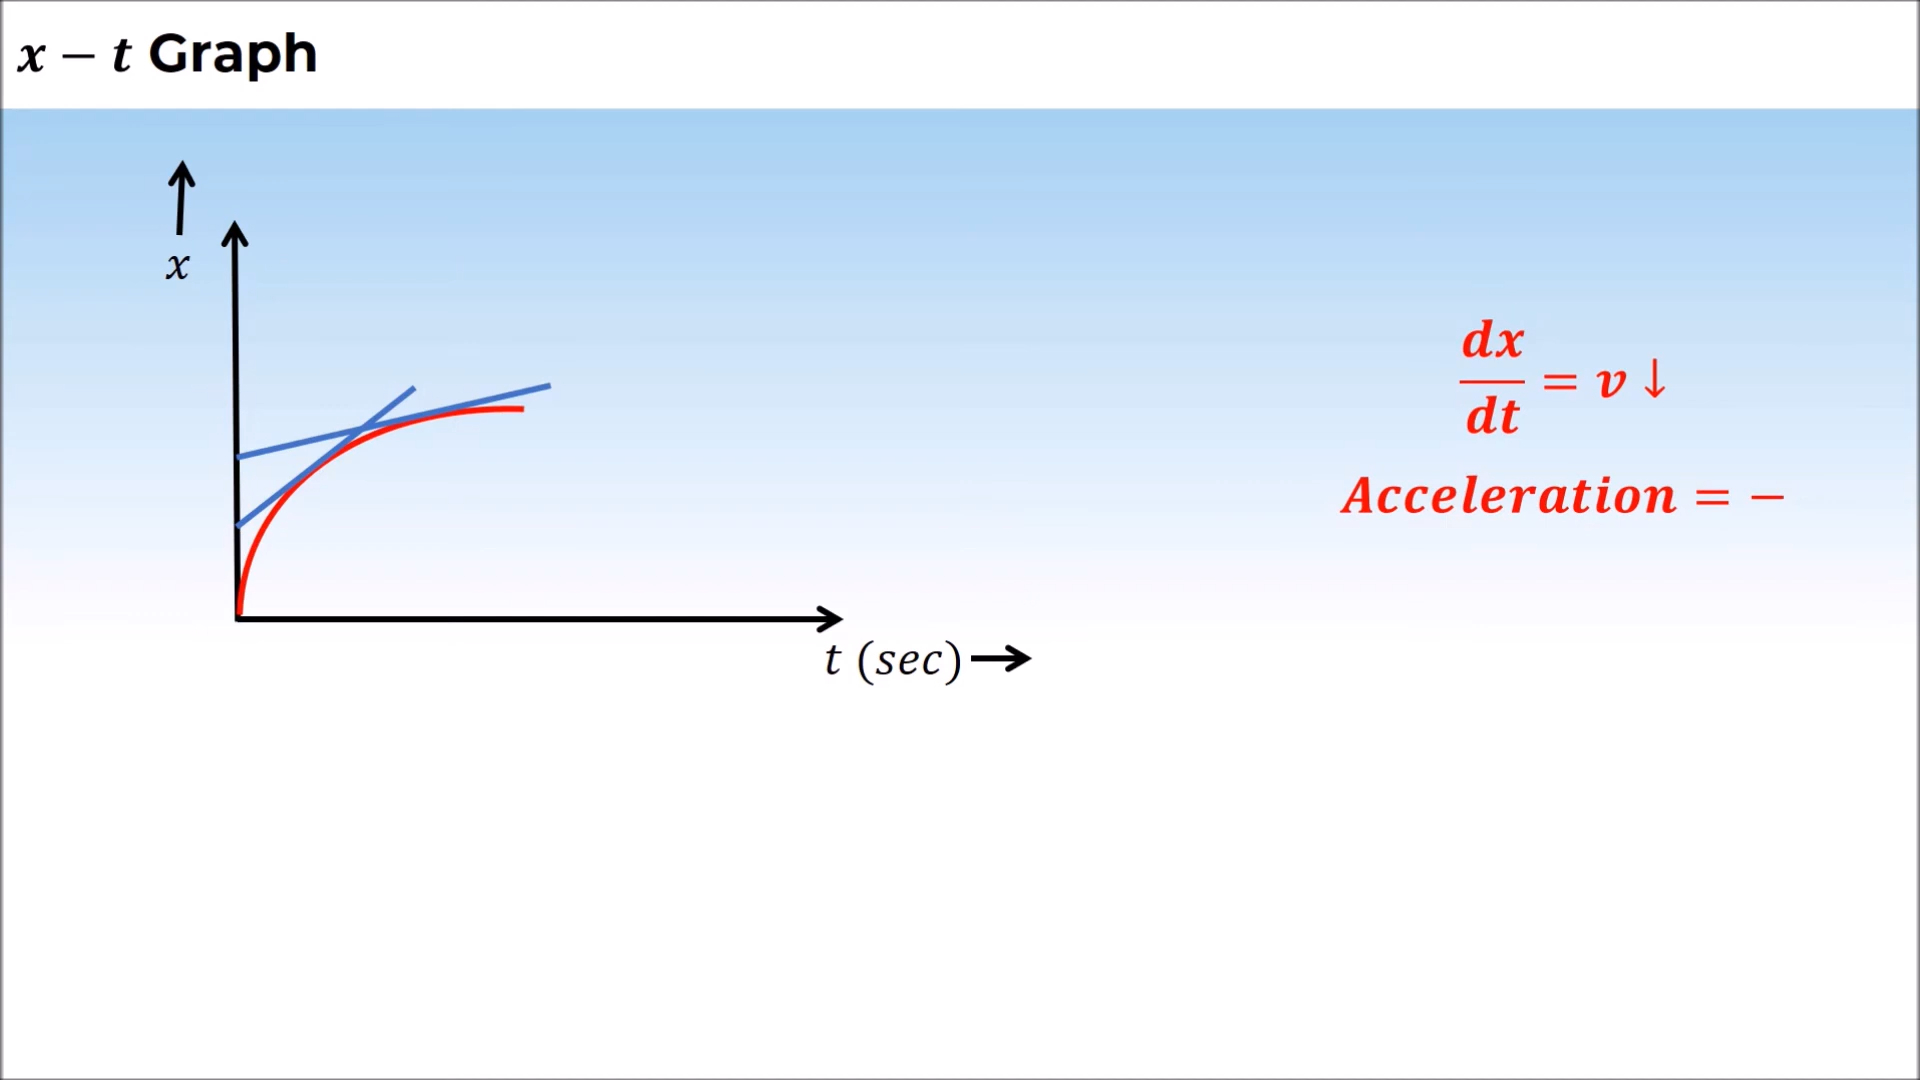 x − t Graph
x
dx
dt
= v ↓
Acceleration = −
t (sec)